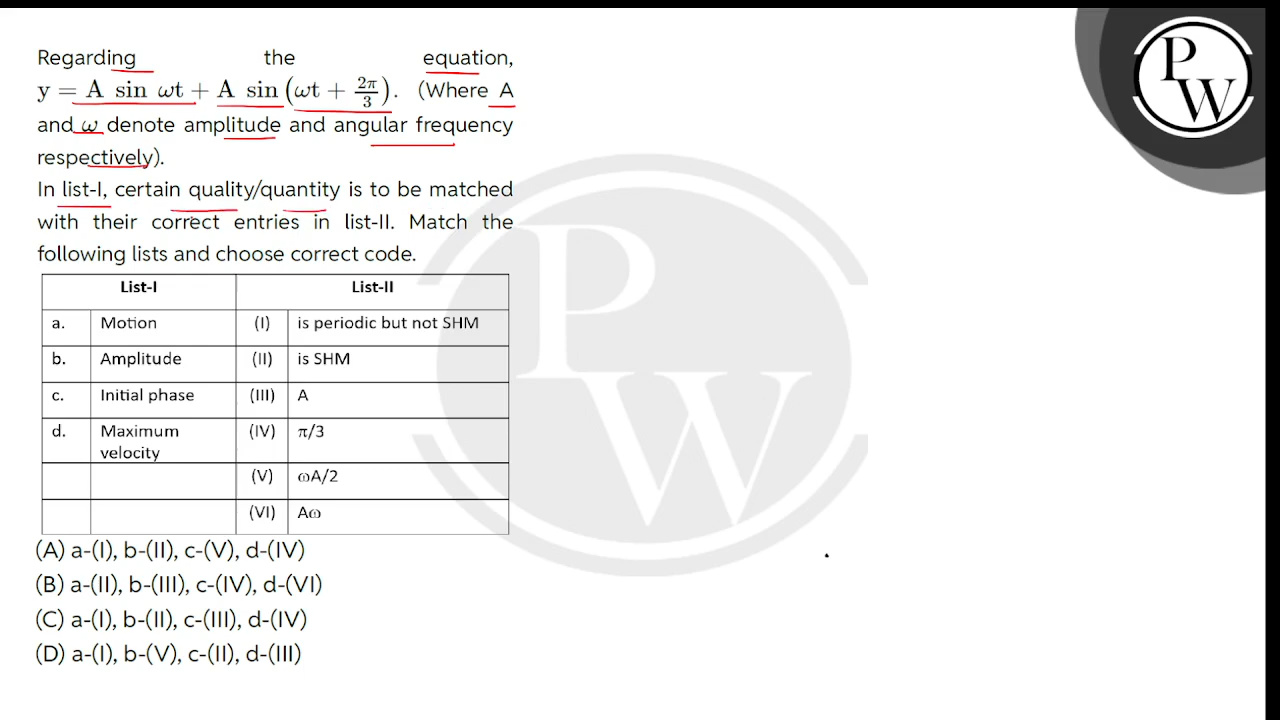 Regarding the equation,
y = A sin ωt + A sin (ωt + 2π/3). (Where A
and ω denote amplitude and angular frequency
respectively).
In list-I, certain quality/quantity is to be matched
with their correct entries in list-II. Match the
following lists and choose correct code.
List-I List-II
a. Motion (I) is periodic but not SHM
b. Amplitude (II) is SHM
c. Initial phase (III) A
d. Maximum velocity (IV) π/3
(V) ωA/2
(VI) Aω
(A) a-(I), b-(II), c-(V), d-(IV)
(B) a-(II), b-(III), c-(IV), d-(VI)
(C) a-(I), b-(II), c-(III), d-(IV)
(D) a-(I), b-(V), c-(II), d-(III)
P
W
P
W